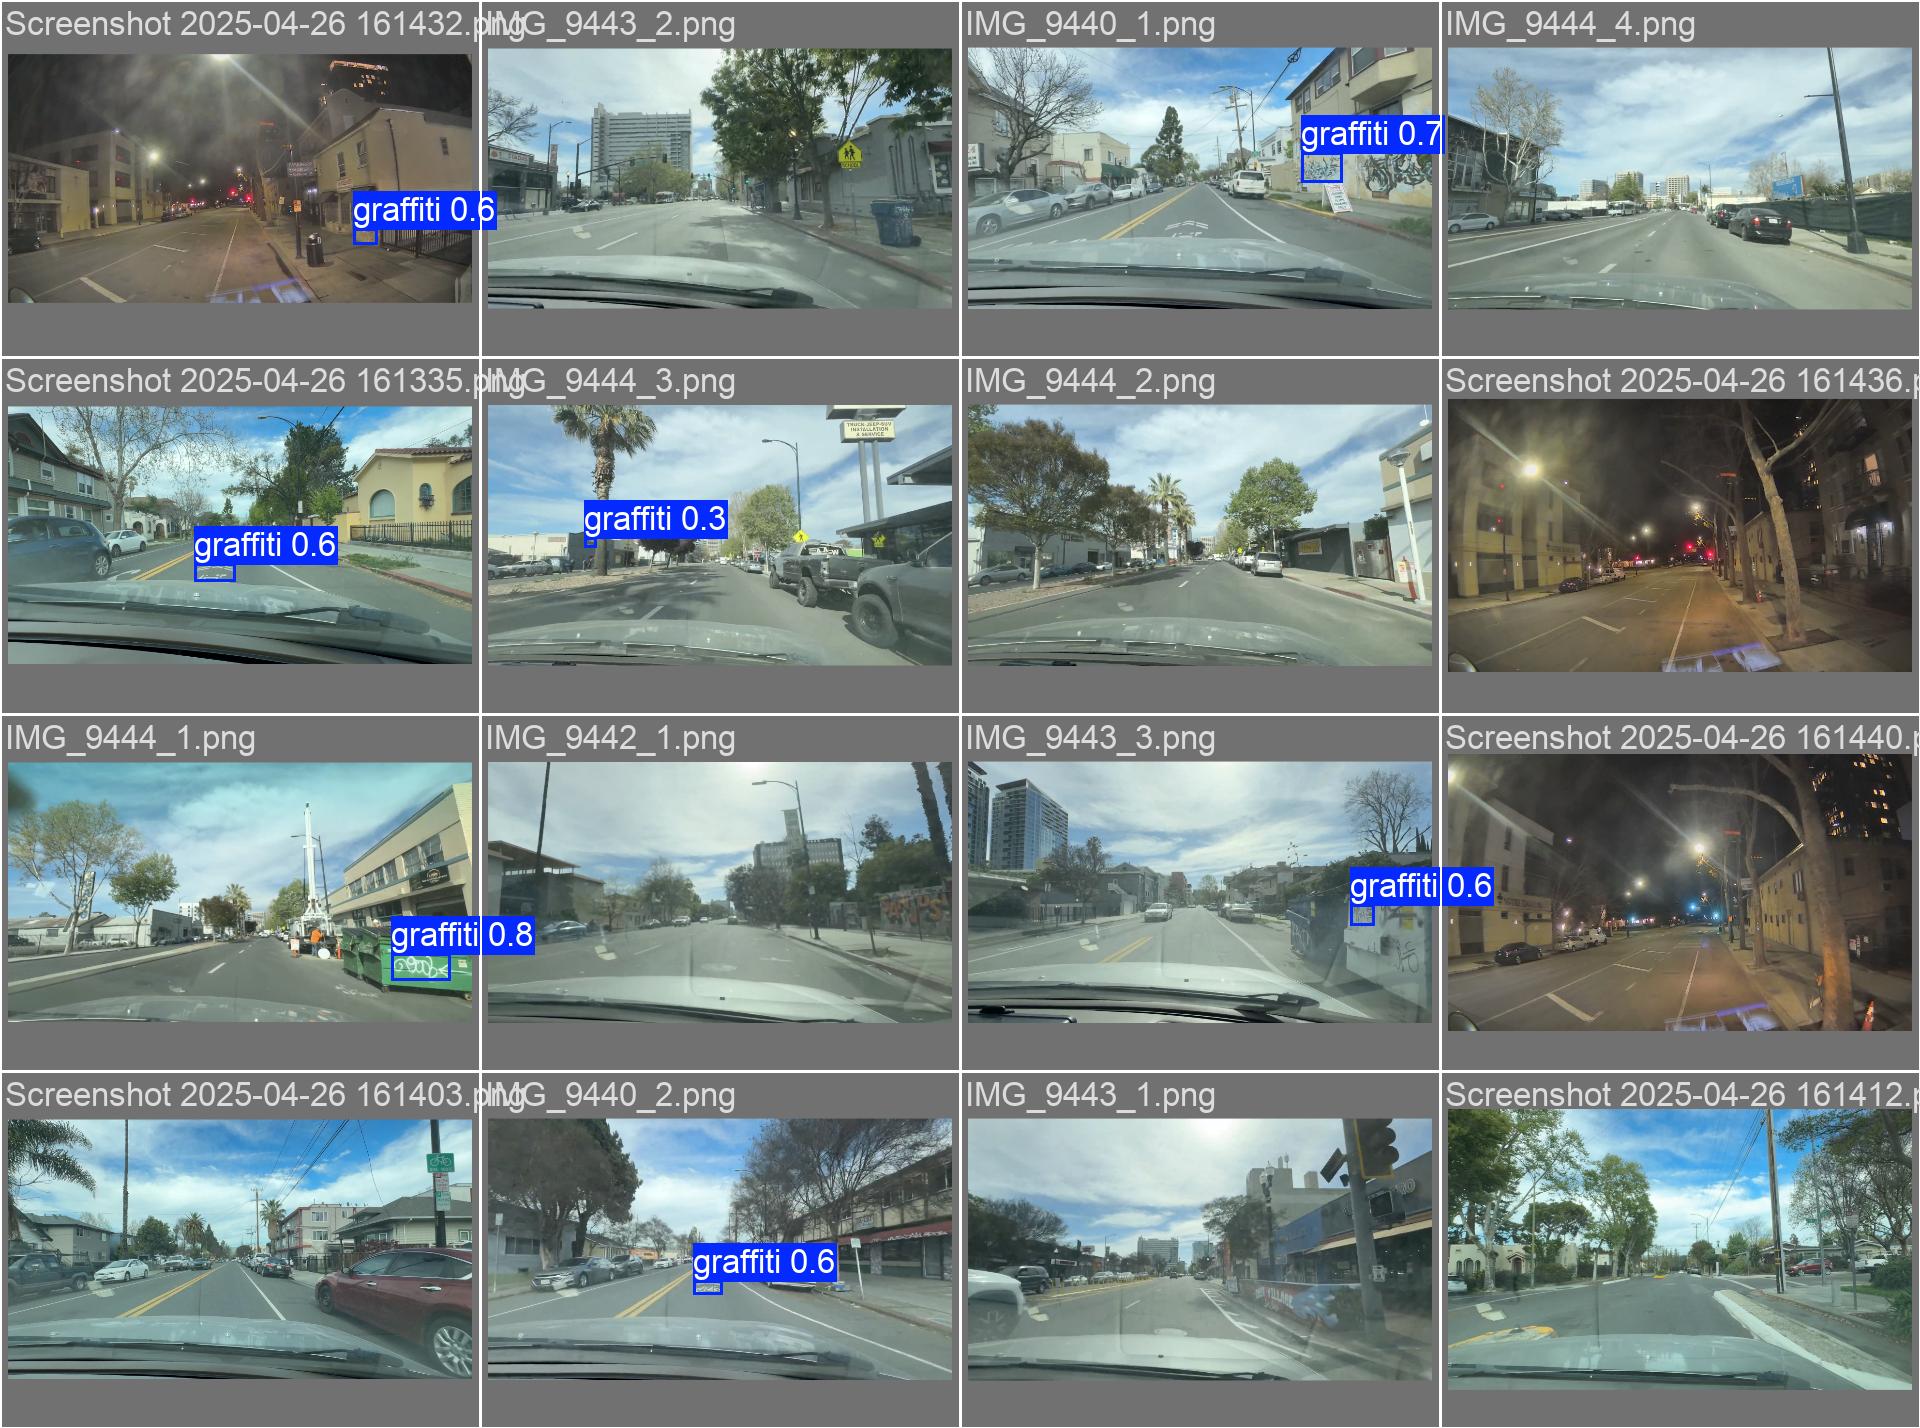 Screenshot 2025-04-26 161432.png
IMG_9443_2.png
IMG_9440_1.png
IMG_9444_4.png
graffiti 0.6
graffiti 0.7
Screenshot 2025-04-26 161335.png
IMG_9444_3.png
IMG_9444_2.png
Screenshot 2025-04-26 161436.p
TRUCK-JEEP-SUV
INSTALLATION
& SERVICE
graffiti 0.6
graffiti 0.3
IMG_9444_1.png
IMG_9442_1.png
IMG_9443_3.png
Screenshot 2025-04-26 161440.p
graffiti 0.8
graffiti 0.6
Screenshot 2025-04-26 161403.png
IMG_9440_2.png
IMG_9443_1.png
Screenshot 2025-04-26 161412.p
graffiti 0.6